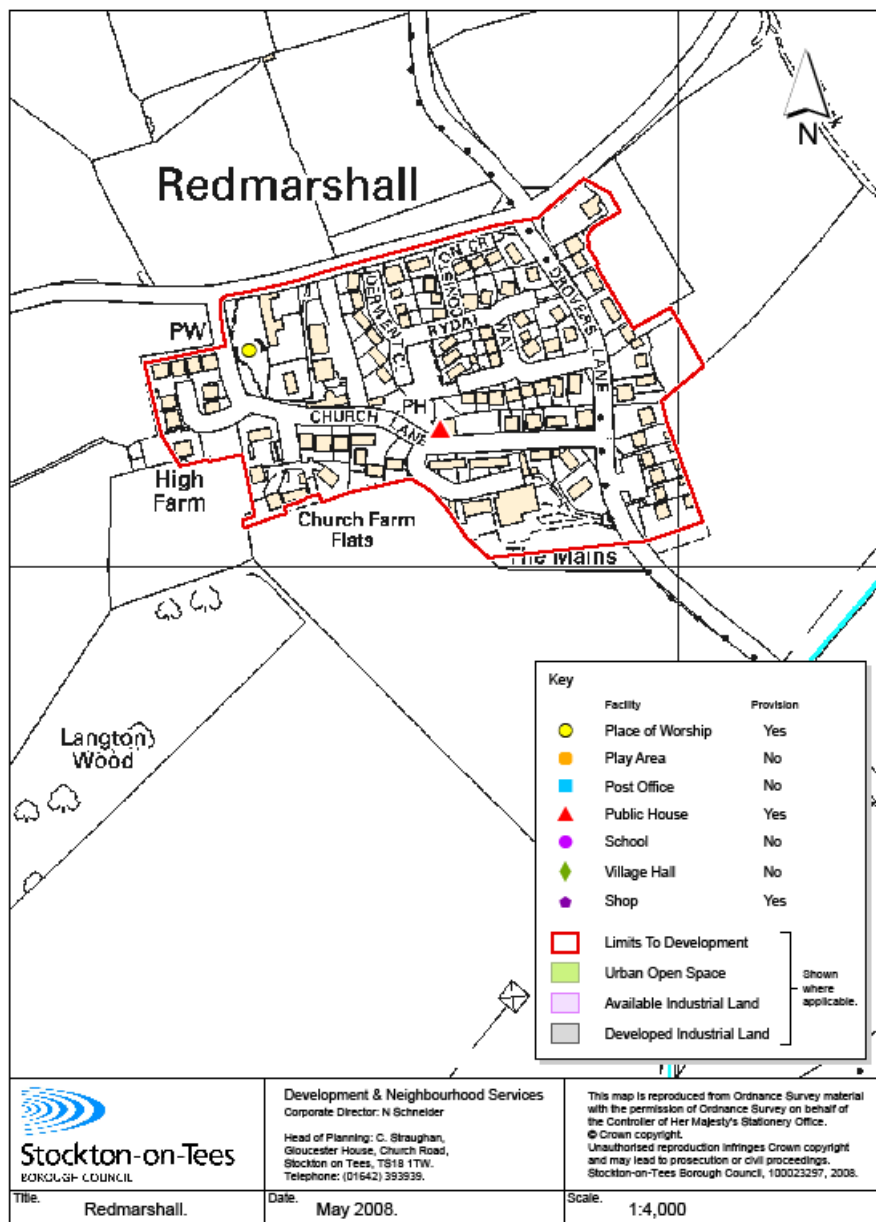 N
Redmarshall
PW
DERWENT C
CONISTON CR
RYDAL
WAY
DROVERS LANE
PH
CHURCH
LANE
High
Farm
Church Farm
Flats
The Mains
Langton
Wood
Key
Facility Provision
Place of Worship Yes
Play Area No
Post Office No
Public House Yes
School No
Village Hall No
Shop Yes
Limits To Development
Urban Open Space
Available Industrial Land
Developed Industrial Land
Shown
where
applicable.
Stockton-on-Tees
BOROUGH COUNCIL
Development & Neighbourhood Services
Corporate Director: N Schneider
Head of Planning: C. Straughan,
Gloucester House, Church Road,
Stockton on Tees, TS18 1TW.
Telephone: (01642) 393939.
This map is reproduced from Ordnance Survey material
with the permission of Ordnance Survey on behalf of
the Controller of Her Majesty's Stationery Office.
© Crown copyright.
Unauthorised reproduction infringes Crown copyright
and may lead to prosecution or civil proceedings.
Stockton-on-Tees Borough Council, 100023297, 2008.
Title. Redmarshall.
Date. May 2008.
Scale. 1:4,000